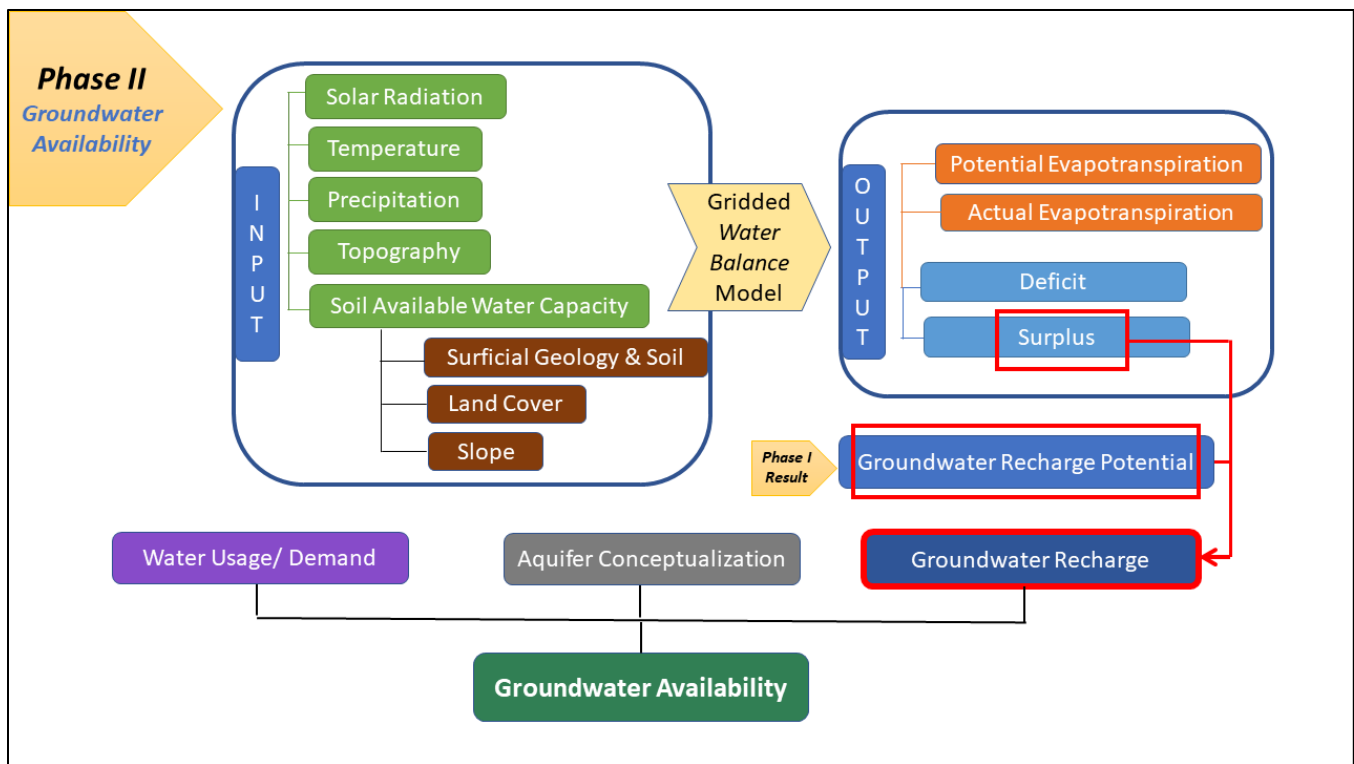 Phase II
Groundwater
Availability
INPUT
Solar Radiation
Temperature
Precipitation
Topography
Soil Available Water Capacity
Surficial Geology & Soil
Land Cover
Slope
Gridded
Water
Balance
Model
OUTPUT
Potential Evapotranspiration
Actual Evapotranspiration
Deficit
Surplus
Phase I
Result
Groundwater Recharge Potential
Water Usage/ Demand
Aquifer Conceptualization
Groundwater Recharge
Groundwater Availability